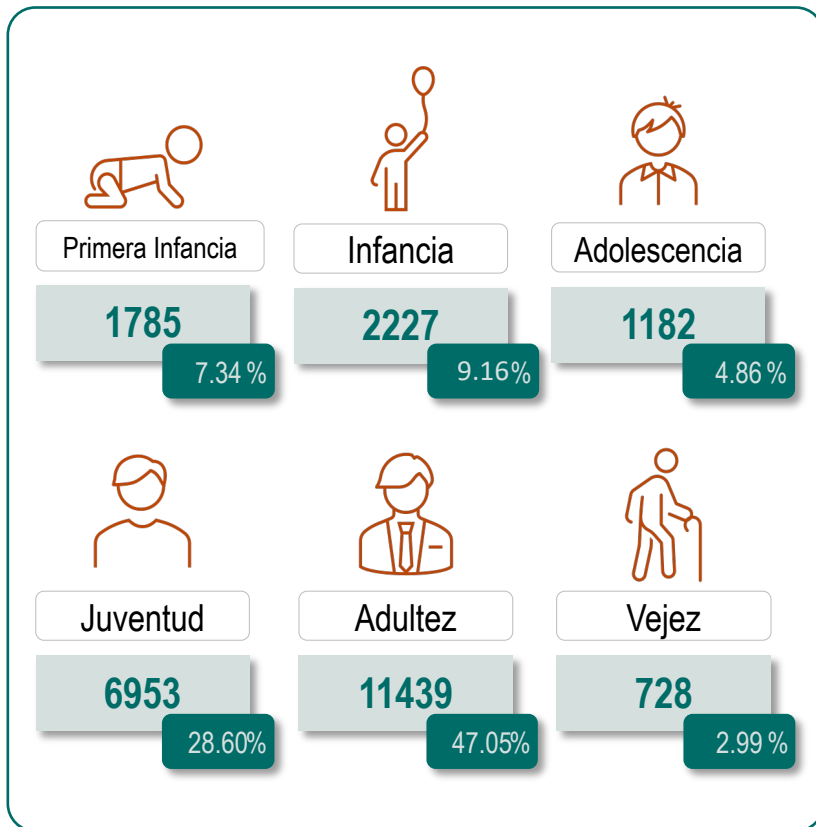 Primera Infancia
Infancia
Adolescencia
1785
2227
1182
7.34 %
9.16%
4.86 %
Juventud
Adultez
Vejez
6953
11439
728
28.60%
47.05%
2.99 %